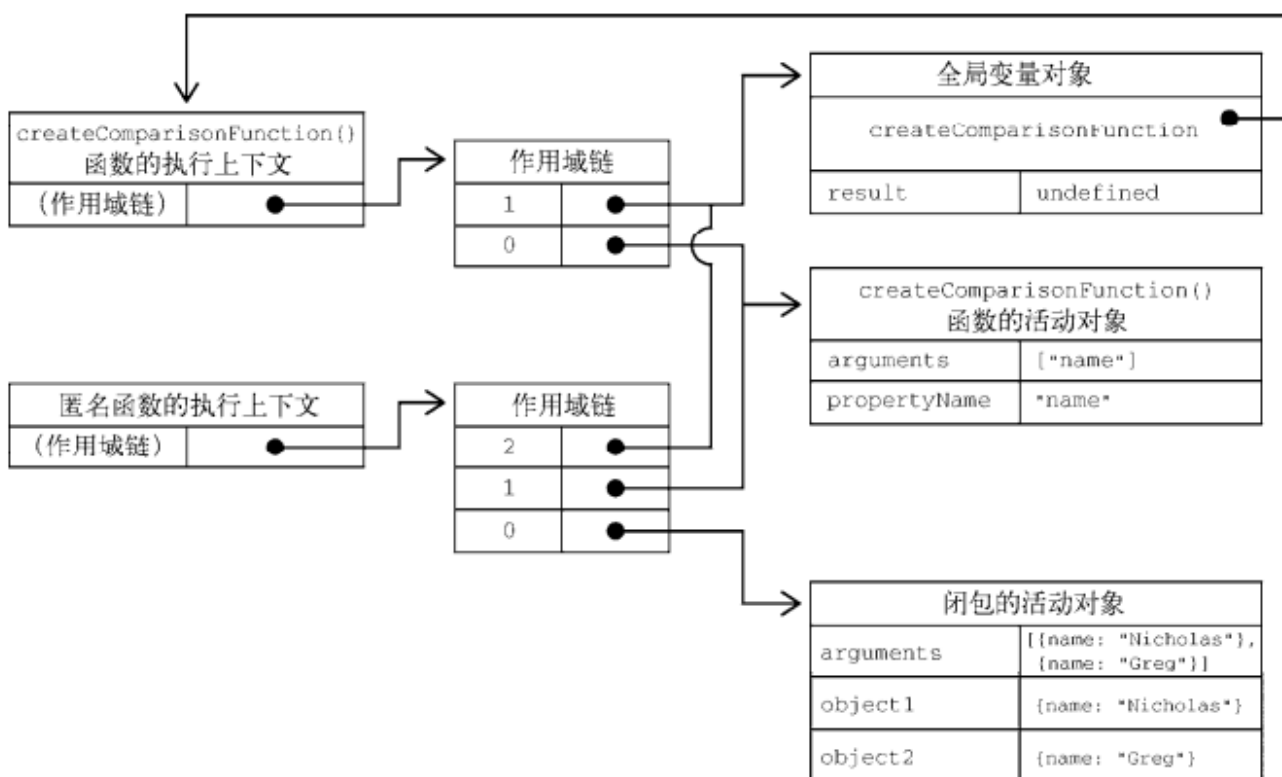 createComparisonFunction()
函数的执行上下文
(作用域链)
作用域链
1
0
全局变量对象
createComparisonFunction
result undefined
createComparisonFunction()
函数的活动对象
arguments ["name"]
propertyName "name"
匿名函数的执行上下文
(作用域链)
作用域链
2
1
0
闭包的活动对象
arguments [{name: "Nicholas"},
{name: "Greg"}]
object1 {name: "Nicholas"}
object2 {name: "Greg"}